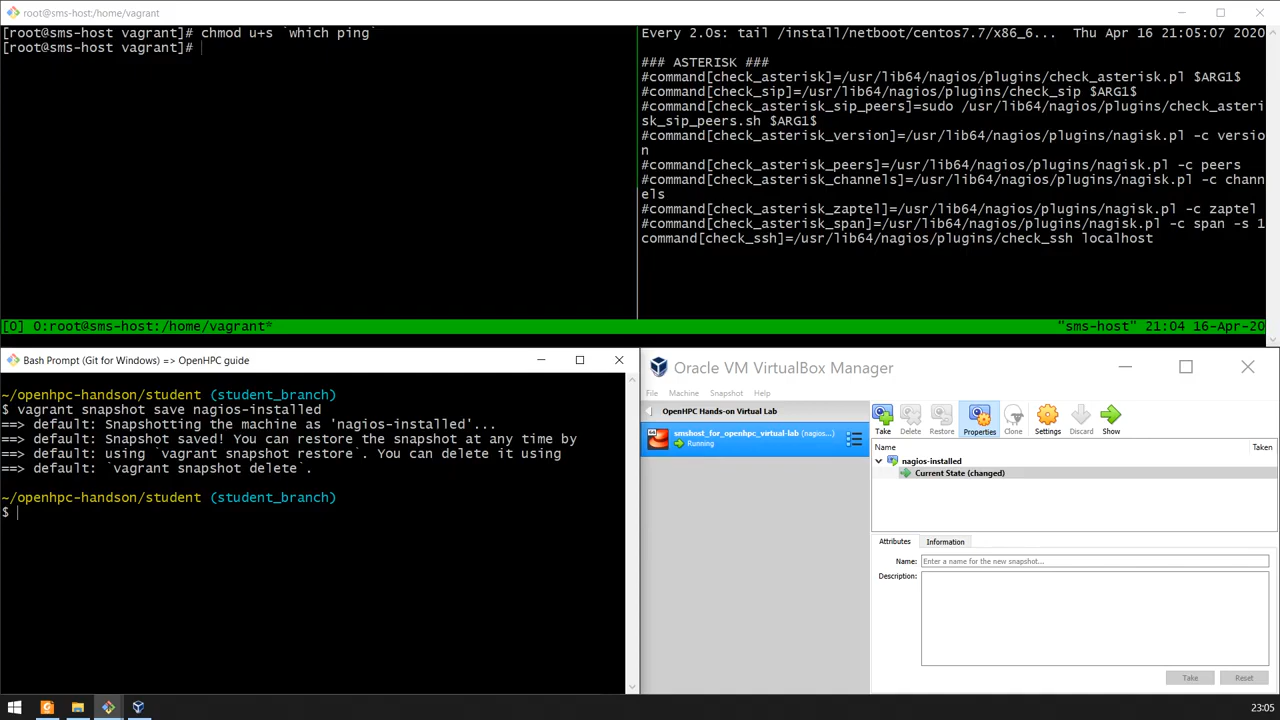 root@sms-host:/home/vagrant
[root@sms-host vagrant]# chmod u+s `which ping`
[root@sms-host vagrant]#
Every 2.0s: tail /install/netboot/centos7.7/x86_6... Thu Apr 16 21:05:07 2020
### ASTERISK ###
#command[check_asterisk]=/usr/lib64/nagios/plugins/check_asterisk.pl $ARG1$
#command[check_sip]=/usr/lib64/nagios/plugins/check_sip $ARG1$
#command[check_asterisk_sip_peers]=sudo /usr/lib64/nagios/plugins/check_asteri
sk_sip_peers.sh $ARG1$
#command[check_asterisk_version]=/usr/lib64/nagios/plugins/nagisk.pl -c versio
n
#command[check_asterisk_peers]=/usr/lib64/nagios/plugins/nagisk.pl -c peers
#command[check_asterisk_channels]=/usr/lib64/nagios/plugins/nagisk.pl -c chann
els
#command[check_asterisk_zaptel]=/usr/lib64/nagios/plugins/nagisk.pl -c zaptel
#command[check_asterisk_span]=/usr/lib64/nagios/plugins/nagisk.pl -c span -s 1
command[check_ssh]=/usr/lib64/nagios/plugins/check_ssh localhost
[0] 0:root@sms-host:/home/vagrant* "sms-host" 21:04 16-Apr-20
Bash Prompt (Git for Windows) => OpenHPC guide
~/openhpc-handson/student (student_branch)
$ vagrant snapshot save nagios-installed
==> default: Snapshotting the machine as 'nagios-installed'...
==> default: Snapshot saved! You can restore the snapshot at any time by
==> default: using `vagrant snapshot restore`. You can delete it using
==> default: `vagrant snapshot delete`.
~/openhpc-handson/student (student_branch)
$
Oracle VM VirtualBox Manager
File Machine Snapshot Help
OpenHPC Hands-on Virtual Lab
smshost_for_openhpc_virtual-lab (nagios...
Running
Take Delete Restore Properties Clone Settings Discard Show
Name Taken
nagios-installed
Current State (changed)
Attributes Information
Name: Enter a name for the new snapshot...
Description:
Take Reset
23:05